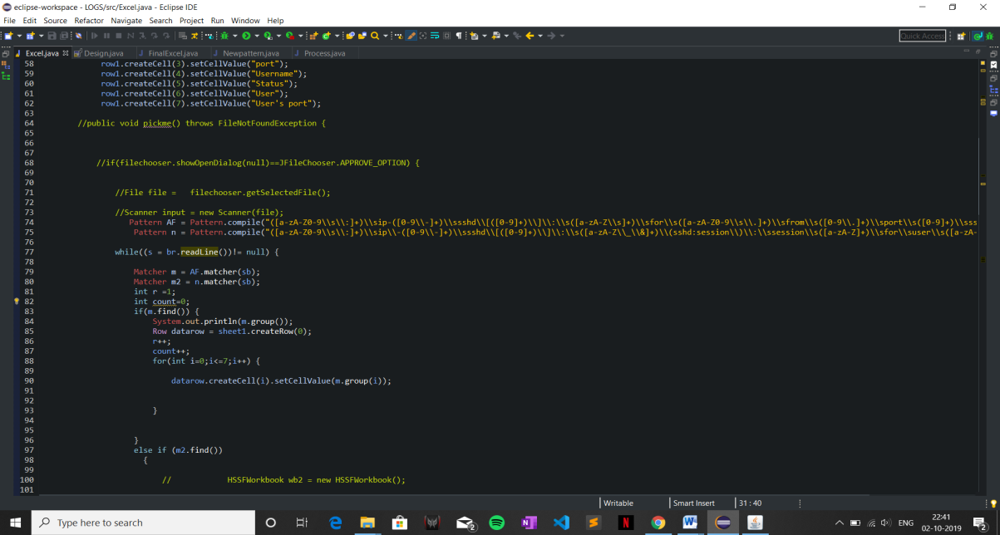 eclipse-workspace - LOGS/src/Excel.java - Eclipse IDE
File Edit Source Refactor Navigate Search Project Run Window Help
Quick Access
Excel.java Design.java FinalExcel.java Newpattern.java Process.java
58 row1.createCell(3).setCellValue("port");
59 row1.createCell(4).setCellValue("Username");
60 row1.createCell(5).setCellValue("Status");
61 row1.createCell(6).setCellValue("User");
62 row1.createCell(7).setCellValue("User's port");
63
64 //public void pickme() throws FileNotFoundException {
65
66
67
68 //if(filechooser.showOpenDialog(null)==JFileChooser.APPROVE_OPTION) {
69
70
71 //File file = filechooser.getSelectedFile();
72
73 //Scanner input = new Scanner(file);
74 Pattern AF = Pattern.compile("([a-zA-Z0-9\\s\\:]+)\\sip-([0-9\\-]+)\\ssshd\\[([0-9]+)\\]\\:\\s([a-zA-Z\\s]+)\\sfor\\s([a-zA-Z0-9\\s\\.]+)\\sfrom\\s([0-9\\.]+)\\sport\\s([0-9]+)\\sss
75 Pattern n = Pattern.compile("([a-zA-Z0-9\\s\\:]+)\\sip\\-([0-9\\-]+)\\ssshd\\[([0-9]+)\\]\\:\\s([a-zA-Z\\_\\&]+)\\(sshd:session\\)\\:\\ssession\\s([a-zA-Z]+)\\sfor\\suser\\s([a-zA-
76
77 while((s = br.readLine())!= null) {
78
79 Matcher m = AF.matcher(sb);
80 Matcher m2 = n.matcher(sb);
81 int r =1;
82 int count=0;
83 if(m.find()) {
84 System.out.println(m.group());
85 Row datarow = sheet1.createRow(0);
86 r++;
87 count++;
88 for(int i=0;i<=7;i++) {
89
90 datarow.createCell(i).setCellValue(m.group(i));
91
92
93 }
94
95
96 }
97 else if (m2.find())
98 {
99
100 // HSSFWorkbook wb2 = new HSSFWorkbook();
101
Writable Smart Insert 31 : 40
Type here to search
2
ENG
22:41
02-10-2019